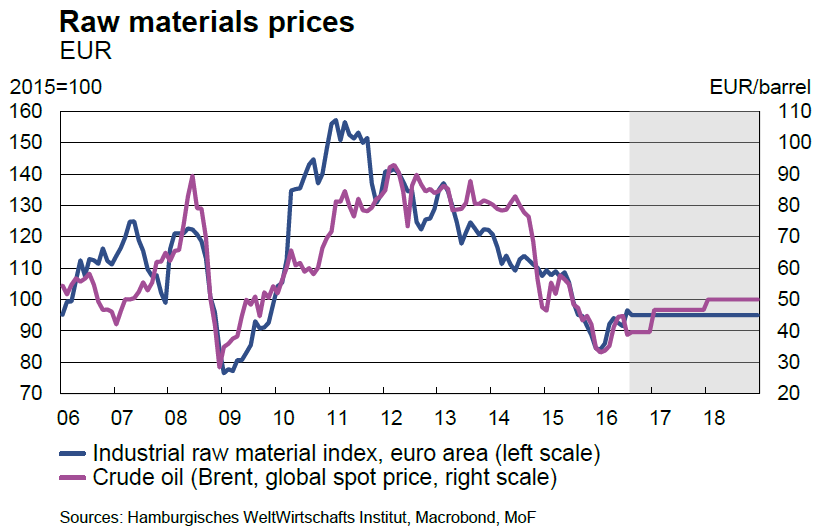 Raw materials prices
EUR
2015=100 EUR/barrel
160 110
150 100
140 90
130 80
120 70
110 60
100 50
90 40
80 30
70 20
06 07 08 09 10 11 12 13 14 15 16 17 18
Industrial raw material index, euro area (left scale)
Crude oil (Brent, global spot price, right scale)
Sources: Hamburgisches WeltWirtschafts Institut, Macrobond, MoF